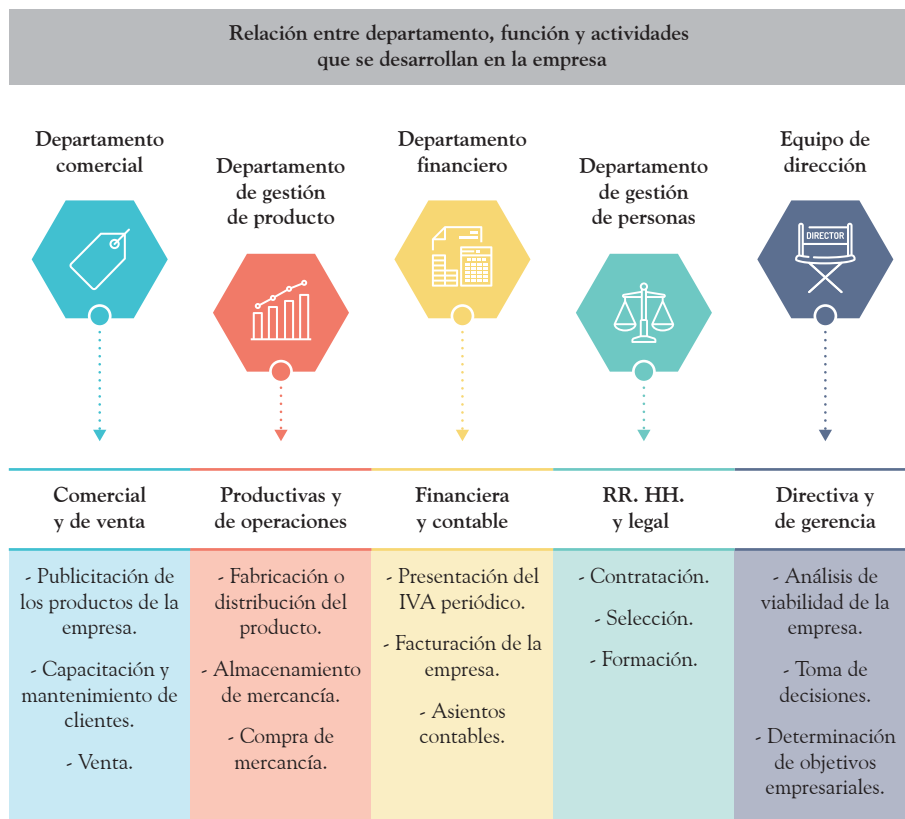 Relación entre departamento, función y actividades
que se desarrollan en la empresa
Departamento
comercial
Departamento
de gestión
de producto
Departamento
financiero
Departamento
de gestión
de personas
Equipo de
dirección
DIRECTOR
Comercial
y de venta
Productivas y
de operaciones
Financiera
y contable
RR. HH.
y legal
Directiva y
de gerencia
- Publicitación de
los productos de la
empresa.
- Capacitación y
mantenimiento de
clientes.
- Venta.
- Fabricación o
distribución del
producto.
- Almacenamiento
de mercancía.
- Compra de
mercancía.
- Presentación del
IVA periódico.
- Facturación de la
empresa.
- Asientos
contables.
- Contratación.
- Selección.
- Formación.
- Análisis de
viabilidad de la
empresa.
- Toma de
decisiones.
- Determinación
de objetivos
empresariales.